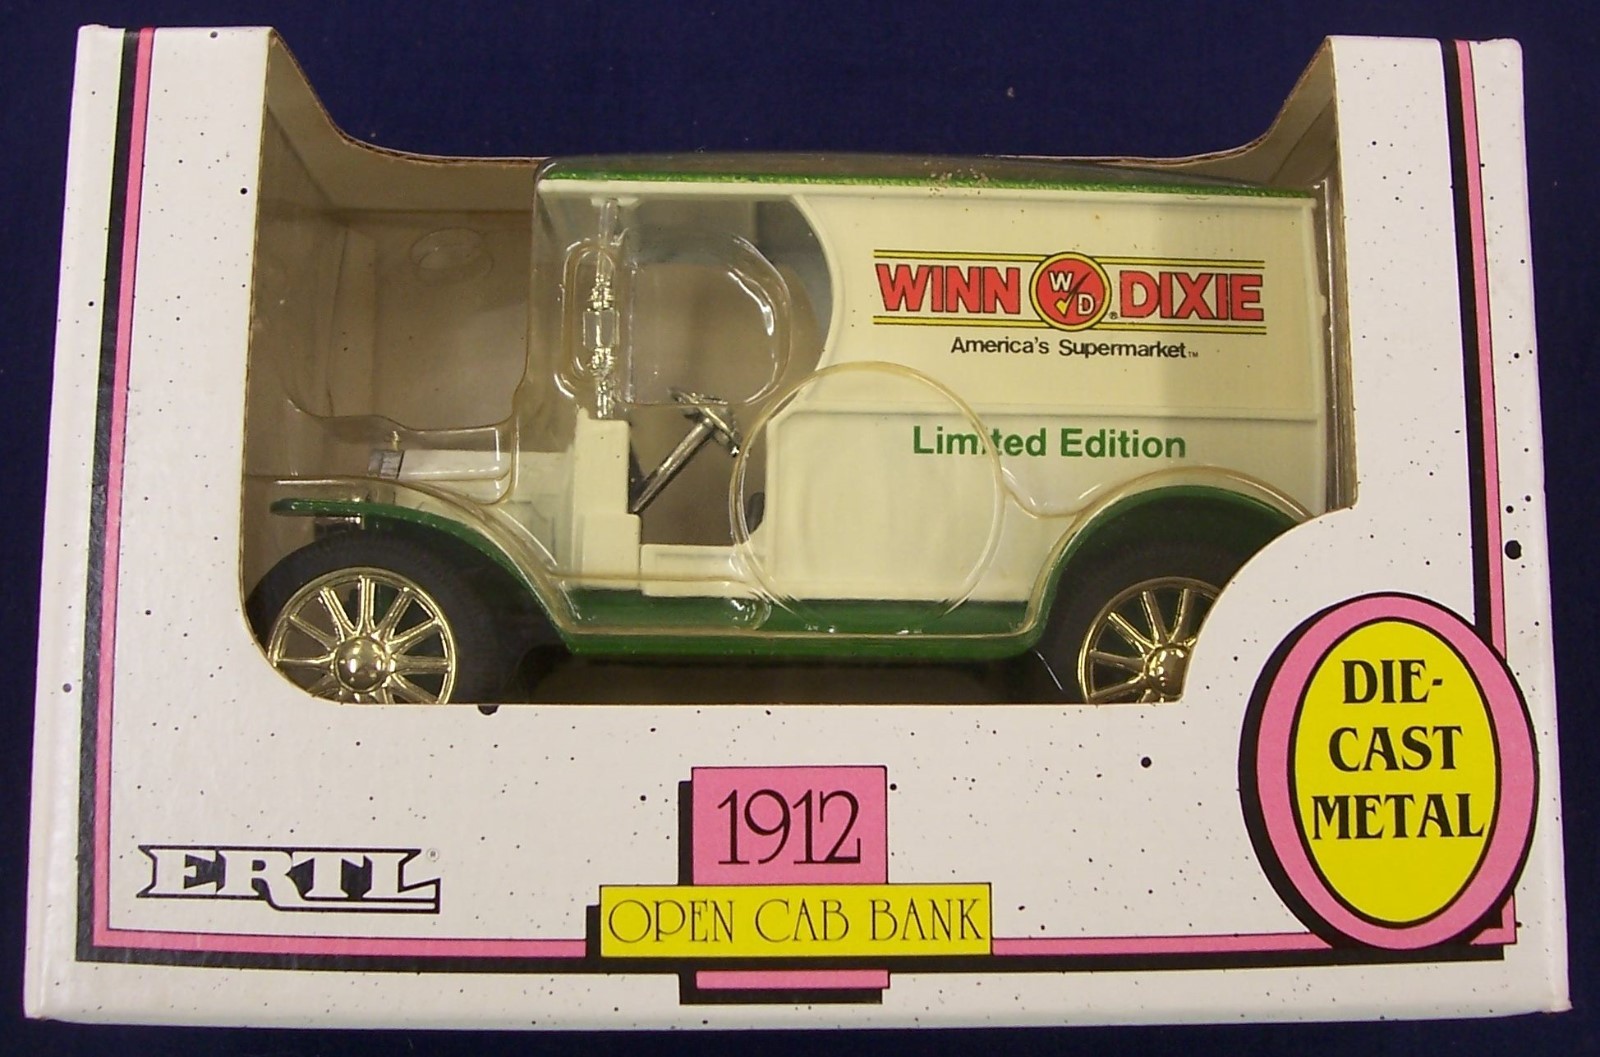 WINN W/D® DIXIE
America's Supermarket™
Limited Edition
DIE-
CAST
METAL
1912
ERTL®
OPEN CAB BANK